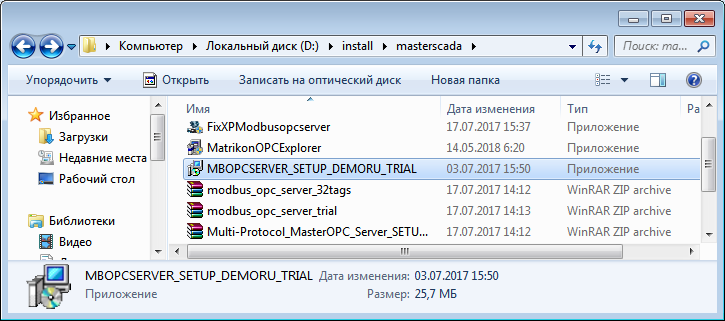 Компьютер ▸ Локальный диск (D:) ▸ install ▸ masterscada ▸
Поиск: ma...
Упорядочить ▾ Открыть Записать на оптический диск Новая папка
Избранное
Загрузки
Недавние места
Рабочий стол
Библиотеки
Видео
Имя Дата изменения Тип Ра
FixXPModbusopcserver 17.07.2017 15:37 Приложение
MatrikonOPCExplorer 14.05.2018 6:20 Приложение
MBOPCSERVER_SETUP_DEMORU_TRIAL 03.07.2017 15:50 Приложение
modbus_opc_server_32tags 17.07.2017 14:12 WinRAR ZIP archive
modbus_opc_server_trial 17.07.2017 14:13 WinRAR ZIP archive
Multi-Protocol_MasterOPC_Server_SETU... 17.07.2017 14:12 WinRAR ZIP archive
MBOPCSERVER_SETUP_DEMORU_TRIAL Дата изменения: 03.07.2017 15:50
Приложение Размер: 25,7 МБ